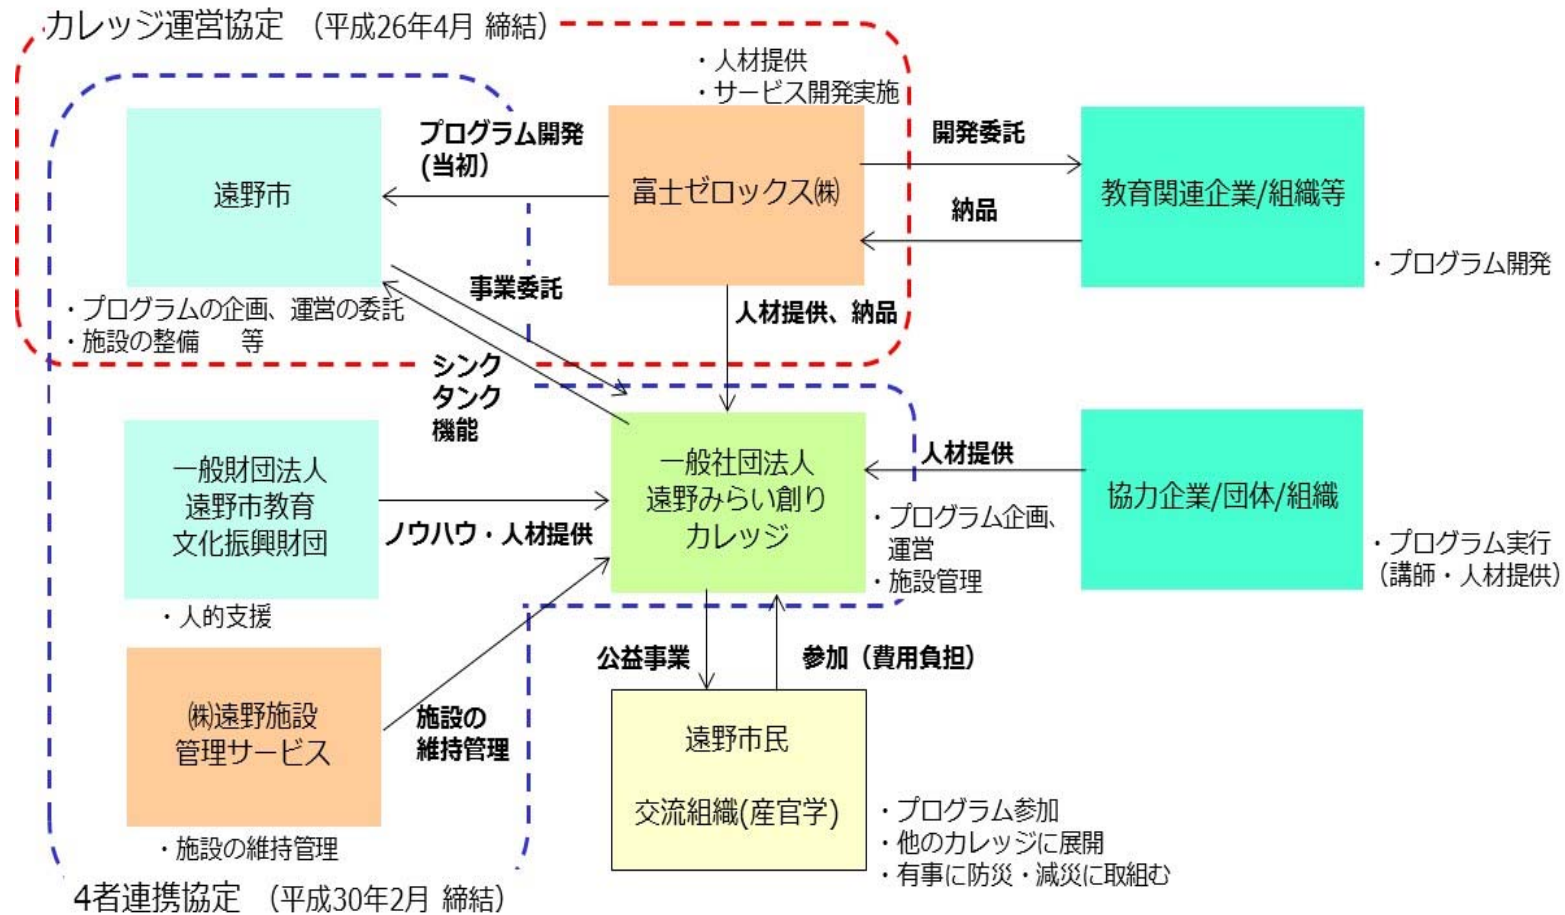 カレッジ運営協定 （平成26年4月 締結）
・人材提供
・サービス開発実施
遠野市
プログラム開発
(当初）
富士ゼロックス㈱
開発委託
納品
教育関連企業/組織等
・プログラム開発
・プログラムの企画、運営の委託
・施設の整備 等
事業委託
シンク
タンク
機能
人材提供、納品
一般財団法人
遠野市教育
文化振興財団
・人的支援
ノウハウ・人材提供
一般社団法人
遠野みらい創り
カレッジ
・プログラム企画、
運営
・施設管理
人材提供
協力企業/団体/組織
・プログラム実行
（講師・人材提供）
㈱遠野施設
管理サービス
・施設の維持管理
施設の
維持管理
公益事業
参加（費用負担）
遠野市民
交流組織(産官学)
・プログラム参加
・他のカレッジに展開
・有事に防災・減災に取組む
4者連携協定 （平成30年2月 締結）